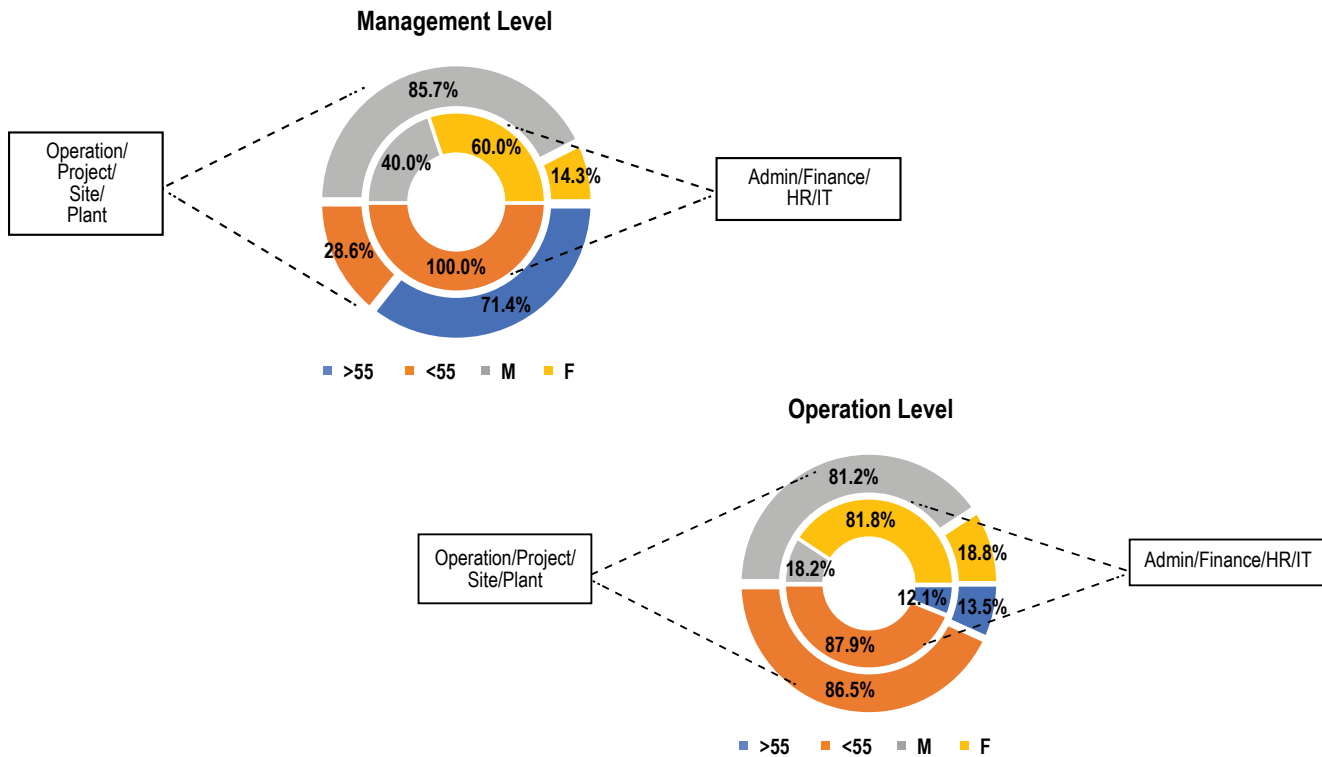 Management Level
85.7%
Operation/
Project/
Site/
Plant
40.0%
60.0%
14.3%
Admin/Finance/
HR/IT
28.6%
100.0%
71.4%
>55 <55 M F
Operation Level
81.2%
81.8%
Operation/Project/
Site/Plant
18.2%
18.8%
Admin/Finance/HR/IT
12.1%
13.5%
87.9%
86.5%
>55 <55 M F